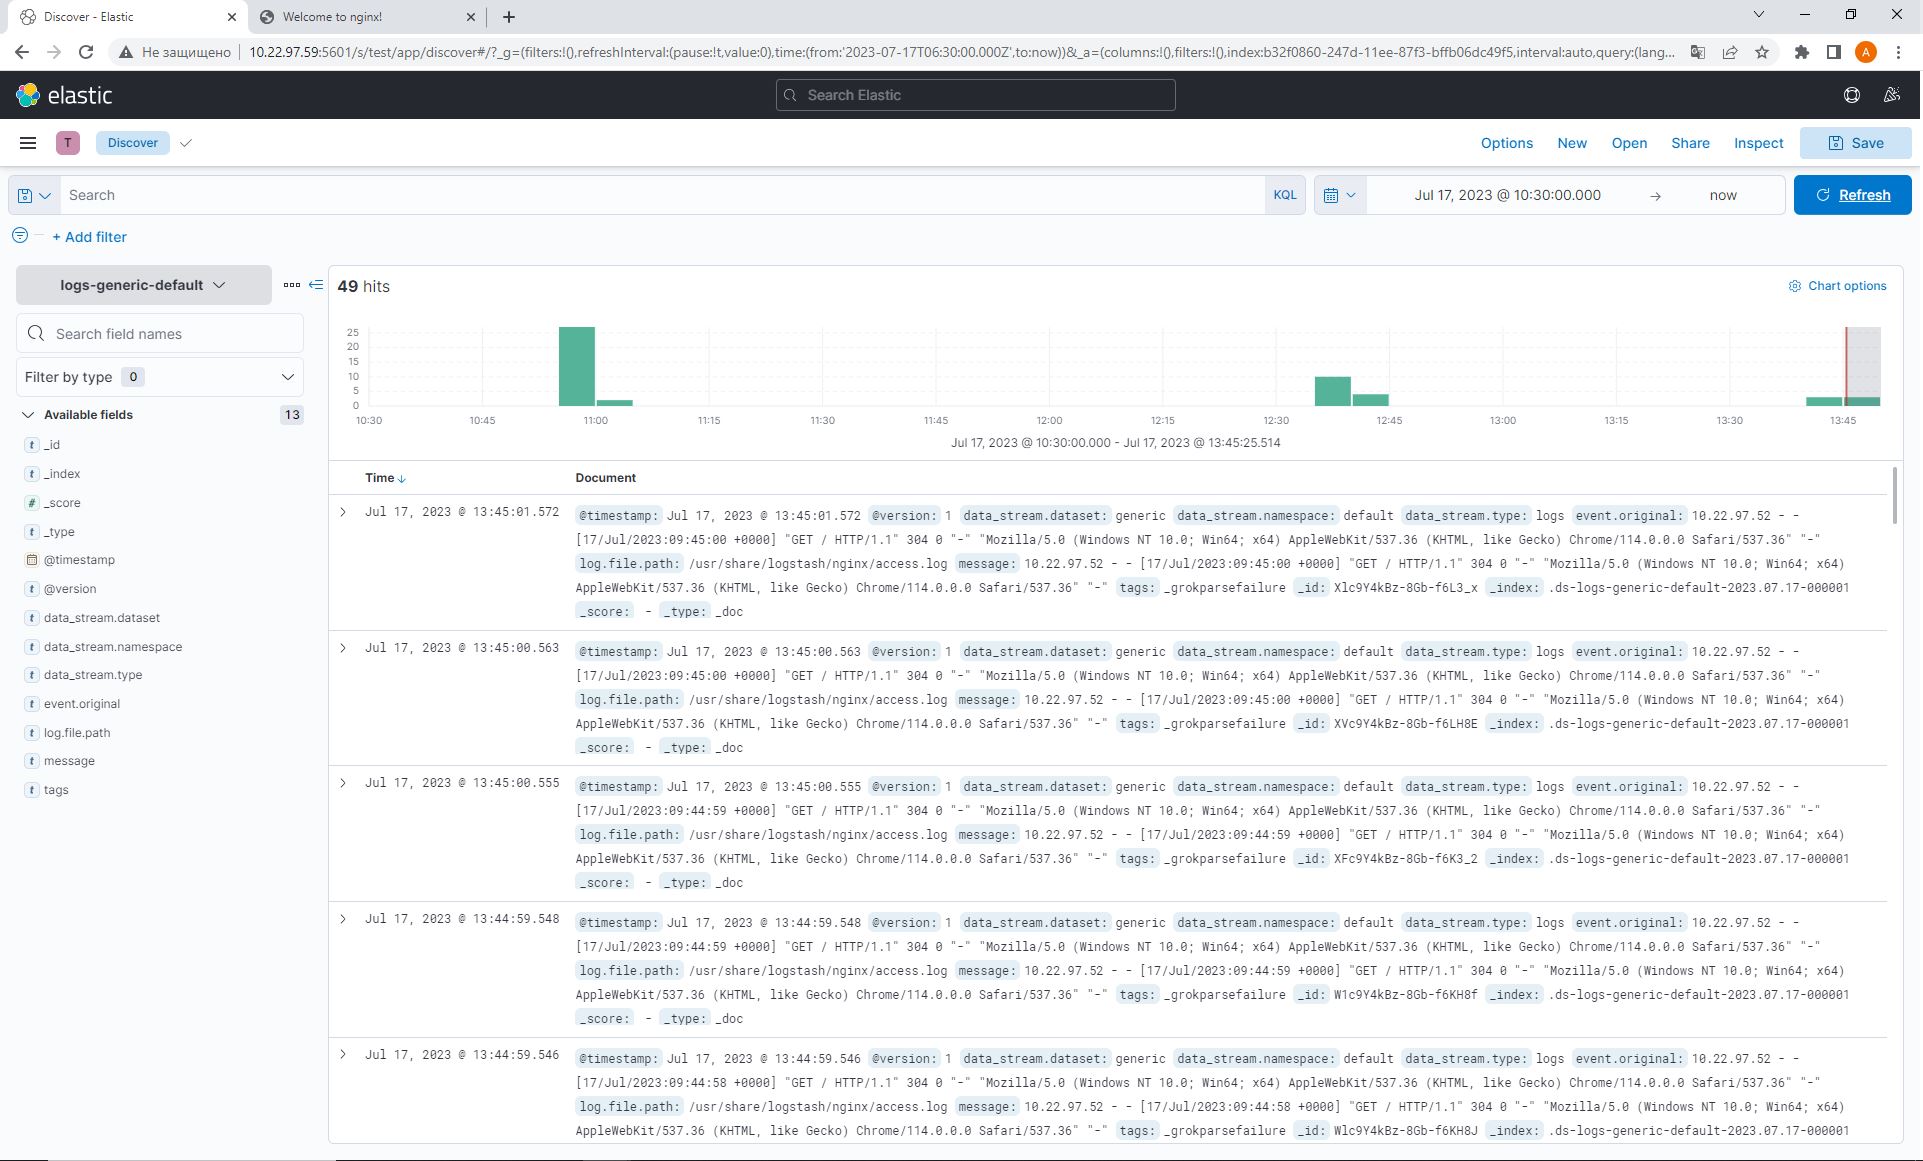 Discover - Elastic
Welcome to nginx!
Не защищено | 10.22.97.59:5601/s/test/app/discover#/?_g=(filters:!(),refreshInterval:(pause:!t,value:0),time:(from:'2023-07-17T06:30:00.000Z',to:now))&_a=(columns:!(),filters:!(),index:b32f0860-247d-11ee-87f3-bffb06dc49f5,interval:auto,query:(lang...
A
elastic
Search Elastic
T Discover Options New Open Share Inspect Save
Search KQL Jul 17, 2023 @ 10:30:00.000 → now Refresh
+ Add filter
logs-generic-default
Search field names
Filter by type 0
Available fields 13
t _id
t _index
# _score
t _type
@timestamp
t @version
t data_stream.dataset
t data_stream.namespace
t data_stream.type
t event.original
t log.file.path
t message
t tags
49 hits
Chart options
25
20
15
10
5
0
10:30 10:45 11:00 11:15 11:30 11:45 12:00 12:15 12:30 12:45 13:00 13:15 13:30 13:45
Jul 17, 2023 @ 10:30:00.000 - Jul 17, 2023 @ 13:45:25.514
Time Document
Jul 17, 2023 @ 13:45:01.572 @timestamp: Jul 17, 2023 @ 13:45:01.572 @version: 1 data_stream.dataset: generic data_stream.namespace: default data_stream.type: logs event.original: 10.22.97.52 - -
[17/Jul/2023:09:45:00 +0000] "GET / HTTP/1.1" 304 0 "-" "Mozilla/5.0 (Windows NT 10.0; Win64; x64) AppleWebKit/537.36 (KHTML, like Gecko) Chrome/114.0.0.0 Safari/537.36" "-"
log.file.path: /usr/share/logstash/nginx/access.log message: 10.22.97.52 - - [17/Jul/2023:09:45:00 +0000] "GET / HTTP/1.1" 304 0 "-" "Mozilla/5.0 (Windows NT 10.0; Win64; x64)
AppleWebKit/537.36 (KHTML, like Gecko) Chrome/114.0.0.0 Safari/537.36" "-" tags: _grokparsefailure _id: Xlc9Y4kBz-8Gb-f6L3_x _index: .ds-logs-generic-default-2023.07.17-000001
_score: - _type: _doc
Jul 17, 2023 @ 13:45:00.563 @timestamp: Jul 17, 2023 @ 13:45:00.563 @version: 1 data_stream.dataset: generic data_stream.namespace: default data_stream.type: logs event.original: 10.22.97.52 - -
[17/Jul/2023:09:45:00 +0000] "GET / HTTP/1.1" 304 0 "-" "Mozilla/5.0 (Windows NT 10.0; Win64; x64) AppleWebKit/537.36 (KHTML, like Gecko) Chrome/114.0.0.0 Safari/537.36" "-"
log.file.path: /usr/share/logstash/nginx/access.log message: 10.22.97.52 - - [17/Jul/2023:09:45:00 +0000] "GET / HTTP/1.1" 304 0 "-" "Mozilla/5.0 (Windows NT 10.0; Win64; x64)
AppleWebKit/537.36 (KHTML, like Gecko) Chrome/114.0.0.0 Safari/537.36" "-" tags: _grokparsefailure _id: XVc9Y4kBz-8Gb-f6LH8E _index: .ds-logs-generic-default-2023.07.17-000001
_score: - _type: _doc
Jul 17, 2023 @ 13:45:00.555 @timestamp: Jul 17, 2023 @ 13:45:00.555 @version: 1 data_stream.dataset: generic data_stream.namespace: default data_stream.type: logs event.original: 10.22.97.52 - -
[17/Jul/2023:09:44:59 +0000] "GET / HTTP/1.1" 304 0 "-" "Mozilla/5.0 (Windows NT 10.0; Win64; x64) AppleWebKit/537.36 (KHTML, like Gecko) Chrome/114.0.0.0 Safari/537.36" "-"
log.file.path: /usr/share/logstash/nginx/access.log message: 10.22.97.52 - - [17/Jul/2023:09:44:59 +0000] "GET / HTTP/1.1" 304 0 "-" "Mozilla/5.0 (Windows NT 10.0; Win64; x64)
AppleWebKit/537.36 (KHTML, like Gecko) Chrome/114.0.0.0 Safari/537.36" "-" tags: _grokparsefailure _id: XFc9Y4kBz-8Gb-f6K3_2 _index: .ds-logs-generic-default-2023.07.17-000001
_score: - _type: _doc
Jul 17, 2023 @ 13:44:59.548 @timestamp: Jul 17, 2023 @ 13:44:59.548 @version: 1 data_stream.dataset: generic data_stream.namespace: default data_stream.type: logs event.original: 10.22.97.52 - -
[17/Jul/2023:09:44:59 +0000] "GET / HTTP/1.1" 304 0 "-" "Mozilla/5.0 (Windows NT 10.0; Win64; x64) AppleWebKit/537.36 (KHTML, like Gecko) Chrome/114.0.0.0 Safari/537.36" "-"
log.file.path: /usr/share/logstash/nginx/access.log message: 10.22.97.52 - - [17/Jul/2023:09:44:59 +0000] "GET / HTTP/1.1" 304 0 "-" "Mozilla/5.0 (Windows NT 10.0; Win64; x64)
AppleWebKit/537.36 (KHTML, like Gecko) Chrome/114.0.0.0 Safari/537.36" "-" tags: _grokparsefailure _id: W1c9Y4kBz-8Gb-f6KH8f _index: .ds-logs-generic-default-2023.07.17-000001
_score: - _type: _doc
Jul 17, 2023 @ 13:44:59.546 @timestamp: Jul 17, 2023 @ 13:44:59.546 @version: 1 data_stream.dataset: generic data_stream.namespace: default data_stream.type: logs event.original: 10.22.97.52 - -
[17/Jul/2023:09:44:58 +0000] "GET / HTTP/1.1" 304 0 "-" "Mozilla/5.0 (Windows NT 10.0; Win64; x64) AppleWebKit/537.36 (KHTML, like Gecko) Chrome/114.0.0.0 Safari/537.36" "-"
log.file.path: /usr/share/logstash/nginx/access.log message: 10.22.97.52 - - [17/Jul/2023:09:44:58 +0000] "GET / HTTP/1.1" 304 0 "-" "Mozilla/5.0 (Windows NT 10.0; Win64; x64)
AppleWebKit/537.36 (KHTML, like Gecko) Chrome/114.0.0.0 Safari/537.36" "-" tags: _grokparsefailure _id: Wlc9Y4kBz-8Gb-f6KH8J _index: .ds-logs-generic-default-2023.07.17-000001